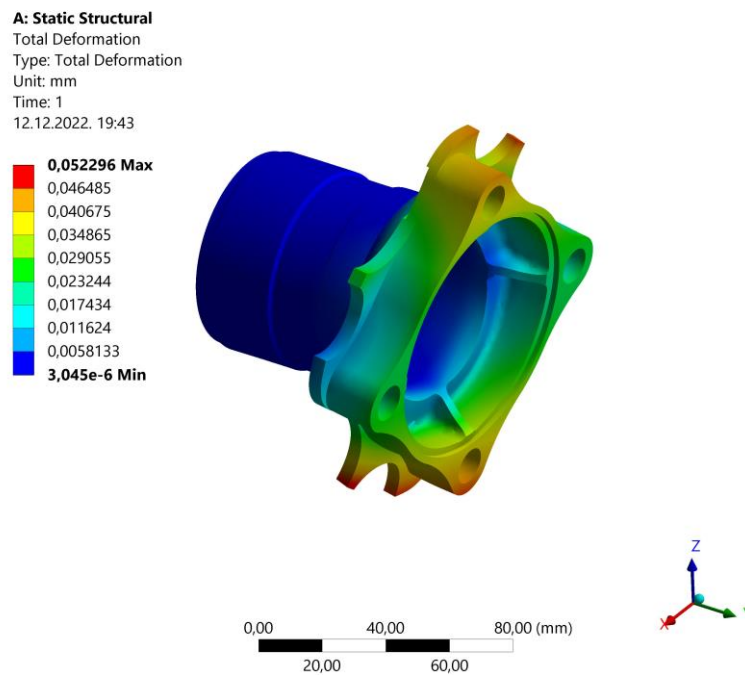 A: Static Structural
Total Deformation
Type: Total Deformation
Unit: mm
Time: 1
12.12.2022. 19:43
0,052296 Max
0,046485
0,040675
0,034865
0,029055
0,023244
0,017434
0,011624
0,0058133
3,045e-6 Min
Z
X
0,00 40,00 80,00 (mm)
20,00 60,00